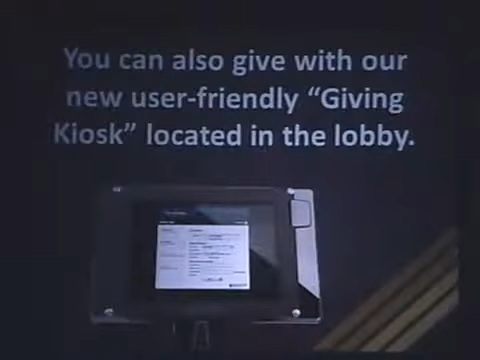 You can also give with our
new user-friendly “Giving
Kiosk” located in the lobby.